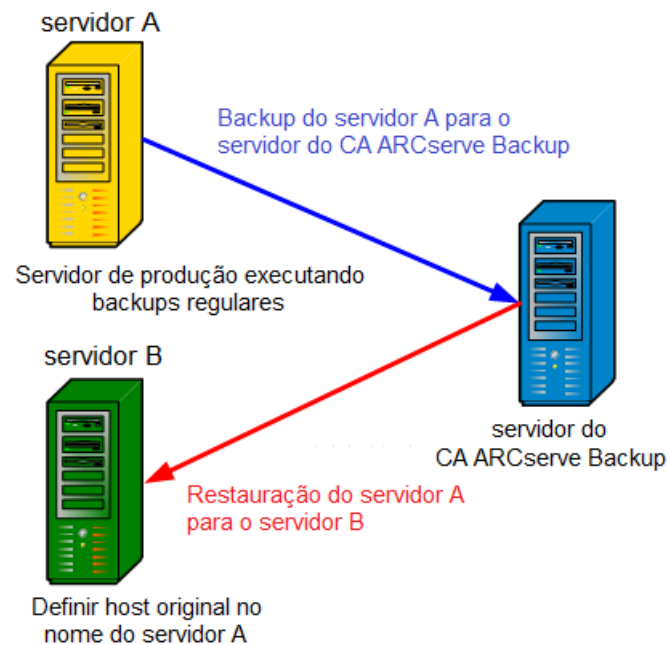 servidor A
Backup do servidor A para o
servidor do CA ARCserve Backup
Servidor de produção executando
backups regulares
servidor B
servidor do
CA ARCserve Backup
Restauração do servidor A
para o servidor B
Definir host original no
nome do servidor A